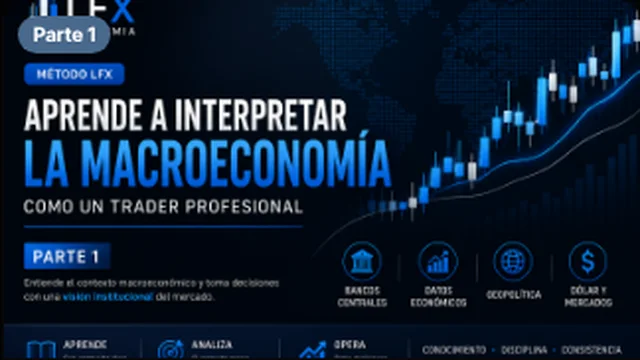 LFX
Parte 1
MÉTODO LFX
APRENDE A INTERPRETAR
LA MACROECONOMÍA
COMO UN TRADER PROFESIONAL
PARTE 1
Entiende el contexto macroeconómico y toma decisiones
con una visión institucional del mercado.
BANCOS
CENTRALES
DATOS
ECONÓMICOS
GEOPOLÍTICA
DÓLAR Y
MERCADOS
APRENDE
ANALIZA
OPERA
CONOCIMIENTO • DISCIPLINA • CONSISTENCIA